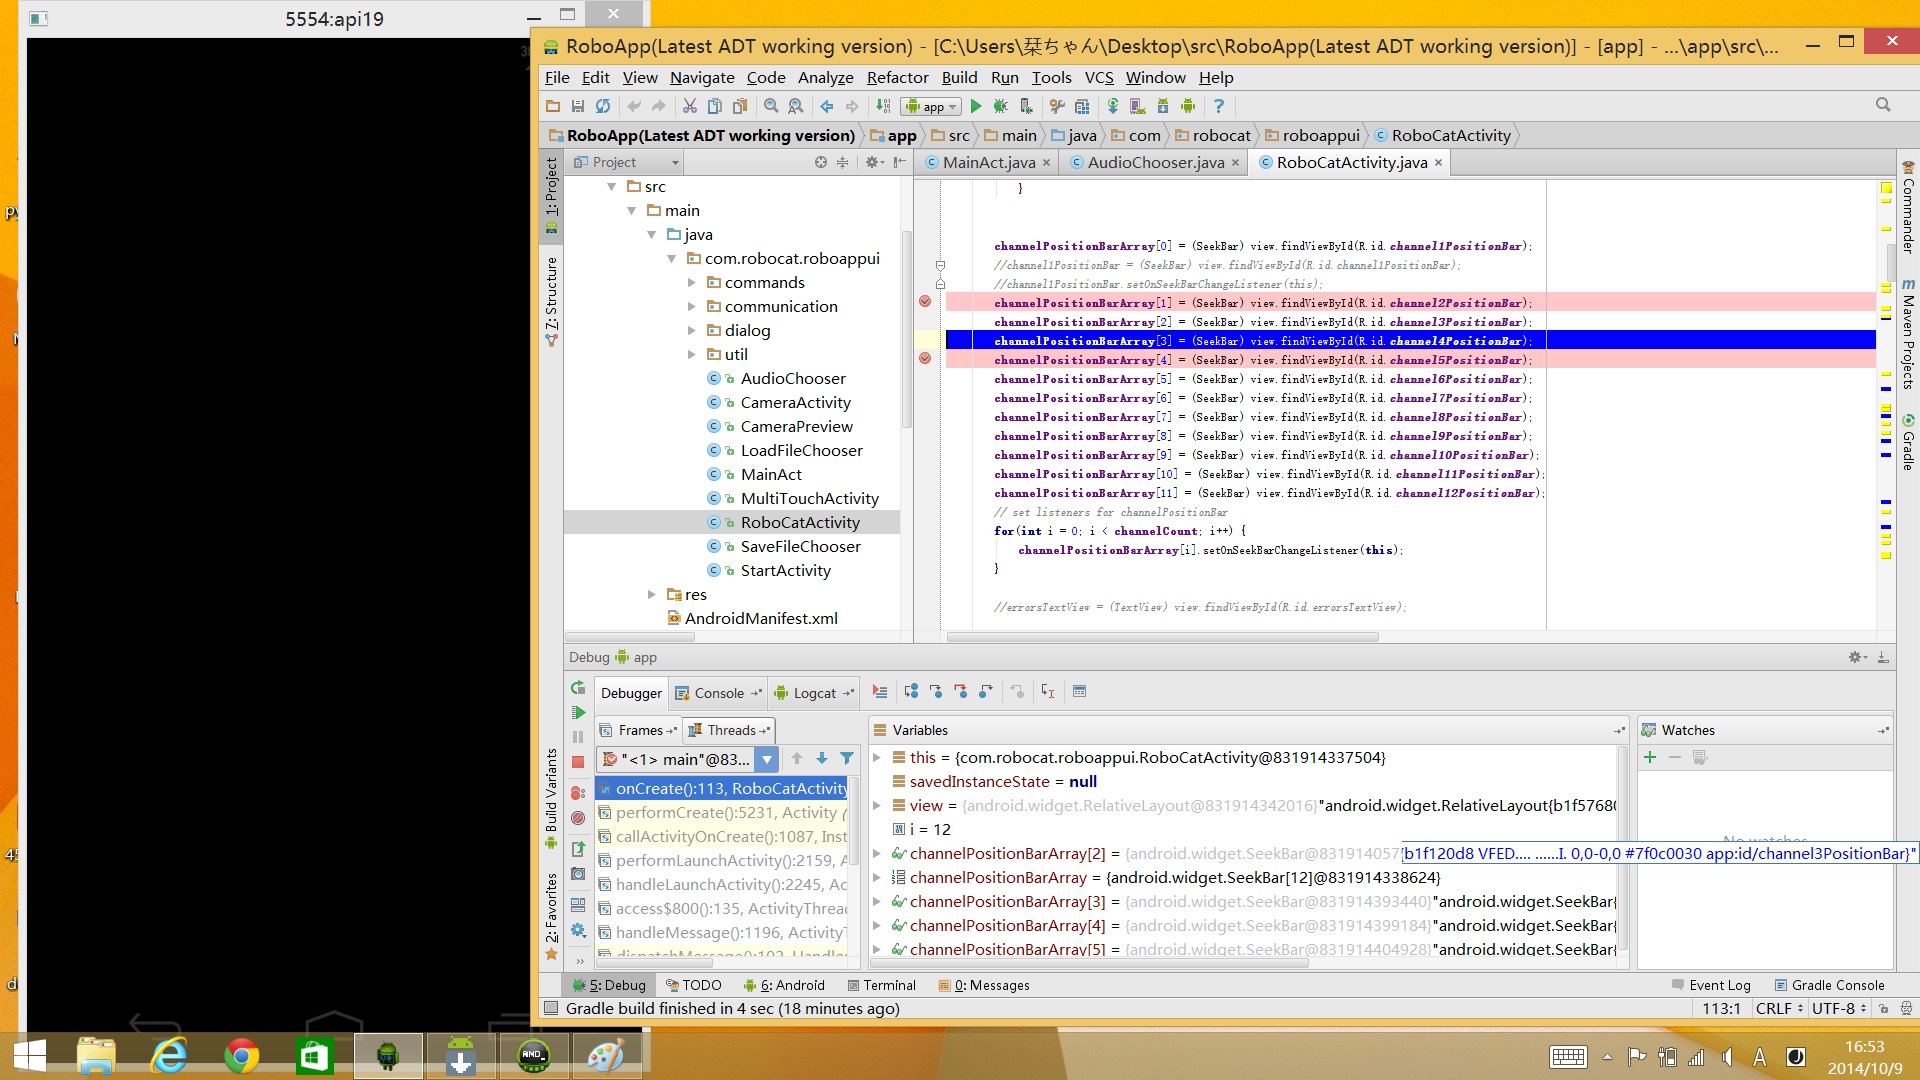 5554:api19
RoboApp(Latest ADT working version) - [C:\Users\栞ちゃん\Desktop\src\RoboApp(Latest ADT working version)] - [app] - ...\app\src\...
File Edit View Navigate Code Analyze Refactor Build Run Tools VCS Window Help
app
RoboApp(Latest ADT working version) app src main java com robocat roboappui RoboCatActivity
1: Project
7: Structure
Build Variants
2: Favorites
Project
src
main
java
com.robocat.roboappui
commands
communication
dialog
util
AudioChooser
CameraActivity
CameraPreview
LoadFileChooser
MainAct
MultiTouchActivity
RoboCatActivity
SaveFileChooser
StartActivity
res
AndroidManifest.xml
MainAct.java AudioChooser.java RoboCatActivity.java
}
channelPositionBarArray[0] = (SeekBar) view.findViewById(R.id.channel1PositionBar);
//channel1PositionBar = (SeekBar) view.findViewById(R.id.channel1PositionBar);
//channel1PositionBar.setOnSeekBarChangeListener(this);
channelPositionBarArray[1] = (SeekBar) view.findViewById(R.id.channel2PositionBar);
channelPositionBarArray[2] = (SeekBar) view.findViewById(R.id.channel3PositionBar);
channelPositionBarArray[3] = (SeekBar) view.findViewById(R.id.channel4PositionBar);
channelPositionBarArray[4] = (SeekBar) view.findViewById(R.id.channel5PositionBar);
channelPositionBarArray[5] = (SeekBar) view.findViewById(R.id.channel6PositionBar);
channelPositionBarArray[6] = (SeekBar) view.findViewById(R.id.channel7PositionBar);
channelPositionBarArray[7] = (SeekBar) view.findViewById(R.id.channel8PositionBar);
channelPositionBarArray[8] = (SeekBar) view.findViewById(R.id.channel9PositionBar);
channelPositionBarArray[9] = (SeekBar) view.findViewById(R.id.channel10PositionBar);
channelPositionBarArray[10] = (SeekBar) view.findViewById(R.id.channel11PositionBar);
channelPositionBarArray[11] = (SeekBar) view.findViewById(R.id.channel12PositionBar);
// set listeners for channelPositionBar
for(int i = 0; i < channelCount; i++) {
channelPositionBarArray[i].setOnSeekBarChangeListener(this);
}
//errorsTextView = (TextView) view.findViewById(R.id.errorsTextView);
Commander
Maven Projects
Gradle
Debug app
Debugger Console Logcat
Frames Threads
"<1> main"@83...
onCreate():113, RoboCatActivity
performCreate():5231, Activity (
callActivityOnCreate():1087, Inst
performLaunchActivity():2159, Ac
handleLaunchActivity():2245, Ac
access$800():135, ActivityThread
handleMessage():1196, ActivityT
dispatchMessage():102, Handler
Variables
this = {com.robocat.roboappui.RoboCatActivity@831914337504}
savedInstanceState = null
view = {android.widget.RelativeLayout@831914342016}"android.widget.RelativeLayout{b1f57680
i = 12
channelPositionBarArray[2] = {android.widget.SeekBar@83191405
{b1f120d8 VFED.... ......I. 0,0-0,0 #7f0c0030 app:id/channel3PositionBar}"
channelPositionBarArray = {android.widget.SeekBar[12]@831914338624}
channelPositionBarArray[3] = {android.widget.SeekBar@831914393440}"android.widget.SeekBar{
channelPositionBarArray[4] = {android.widget.SeekBar@831914399184}"android.widget.SeekBar{
channelPositionBarArray[5] = {android.widget.SeekBar@831914404928}"android.widget.SeekBar{
Watches
No watches
5: Debug TODO 6: Android Terminal 0: Messages Event Log Gradle Console
Gradle build finished in 4 sec (18 minutes ago) 113:1 CRLF UTF-8
AND_
A
16:53
2014/10/9